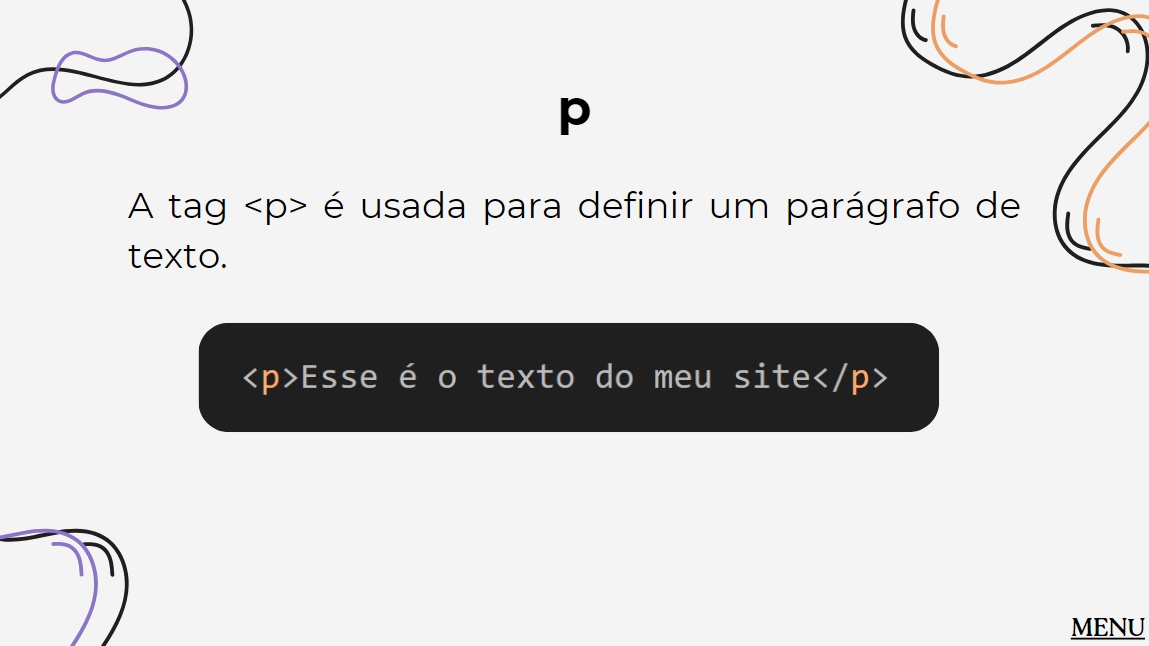 p
A tag <p> é usada para definir um parágrafo de
texto.
<p>Esse é o texto do meu site</p>
MENU